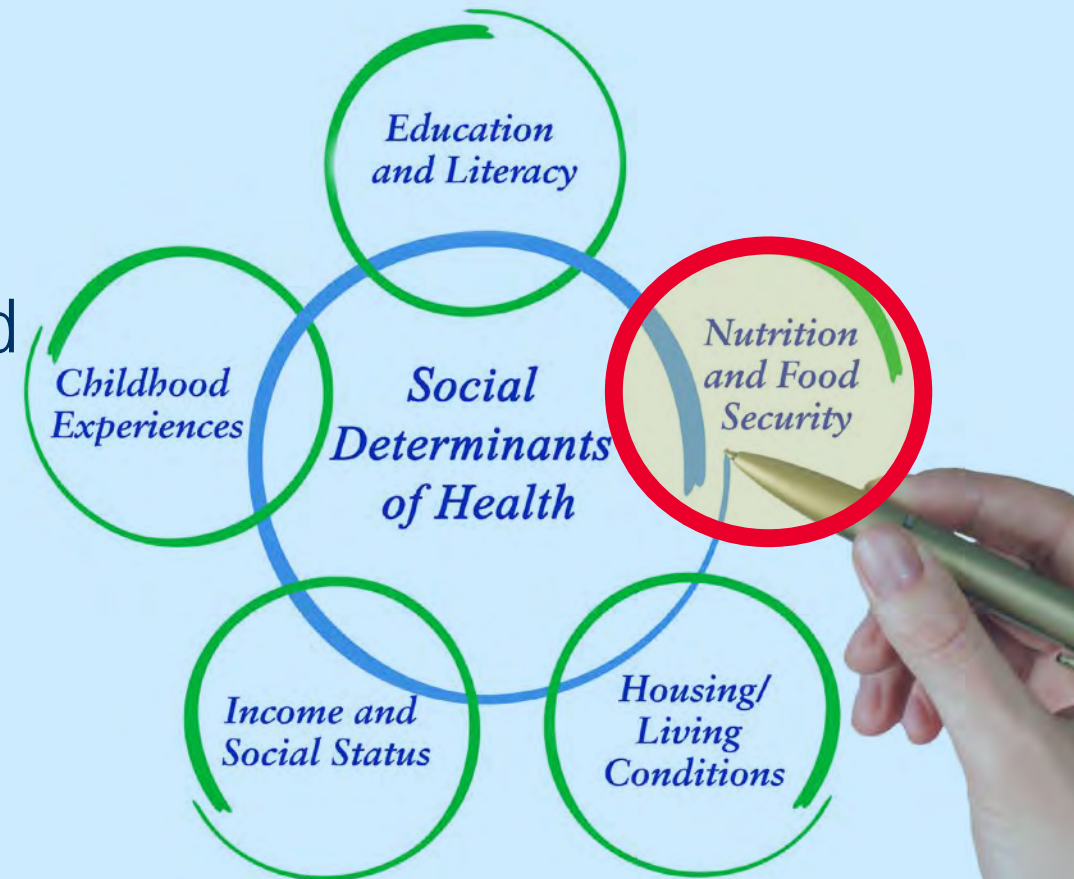 Education
and Literacy
Nutrition
and Food
Security
Childhood
Experiences
Social
Determinants
of Health
Income and
Social Status
Housing/
Living
Conditions